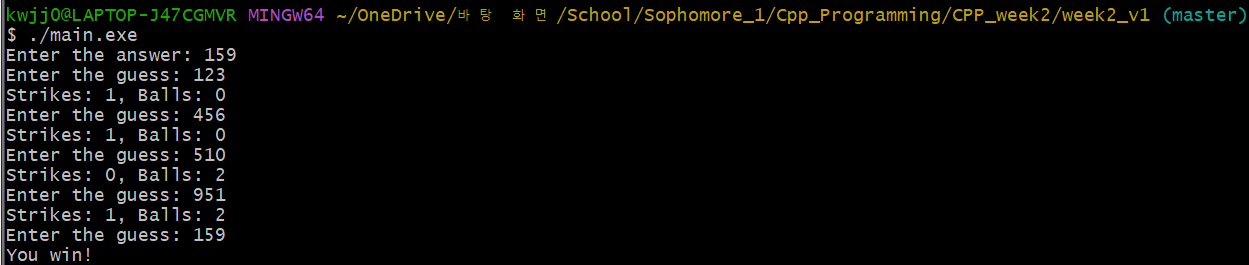 kwjj0@LAPTOP-J47CGMVR MINGW64 ~/OneDrive/바탕 화면/School/Sophomore_1/Cpp_Programming/CPP_week2/week2_v1 (master)
$ ./main.exe
Enter the answer: 159
Enter the guess: 123
Strikes: 1, Balls: 0
Enter the guess: 456
Strikes: 1, Balls: 0
Enter the guess: 510
Strikes: 0, Balls: 2
Enter the guess: 951
Strikes: 1, Balls: 2
Enter the guess: 159
You win!